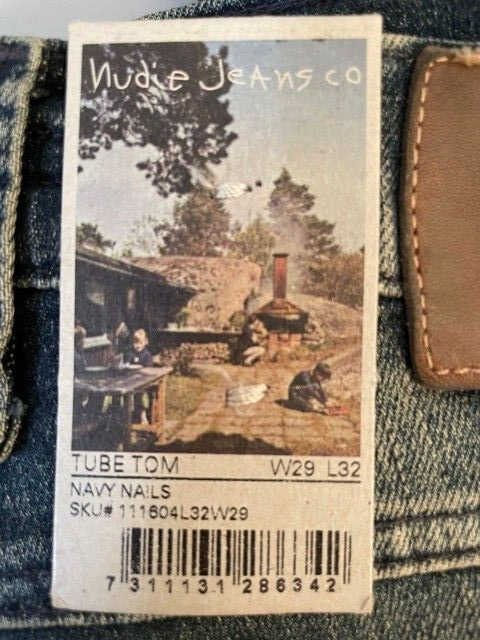 Nudie Jeans co
TUBE TOM W29 L32
NAVY NAILS
SKU# 111604L32W29
7 311131 286342